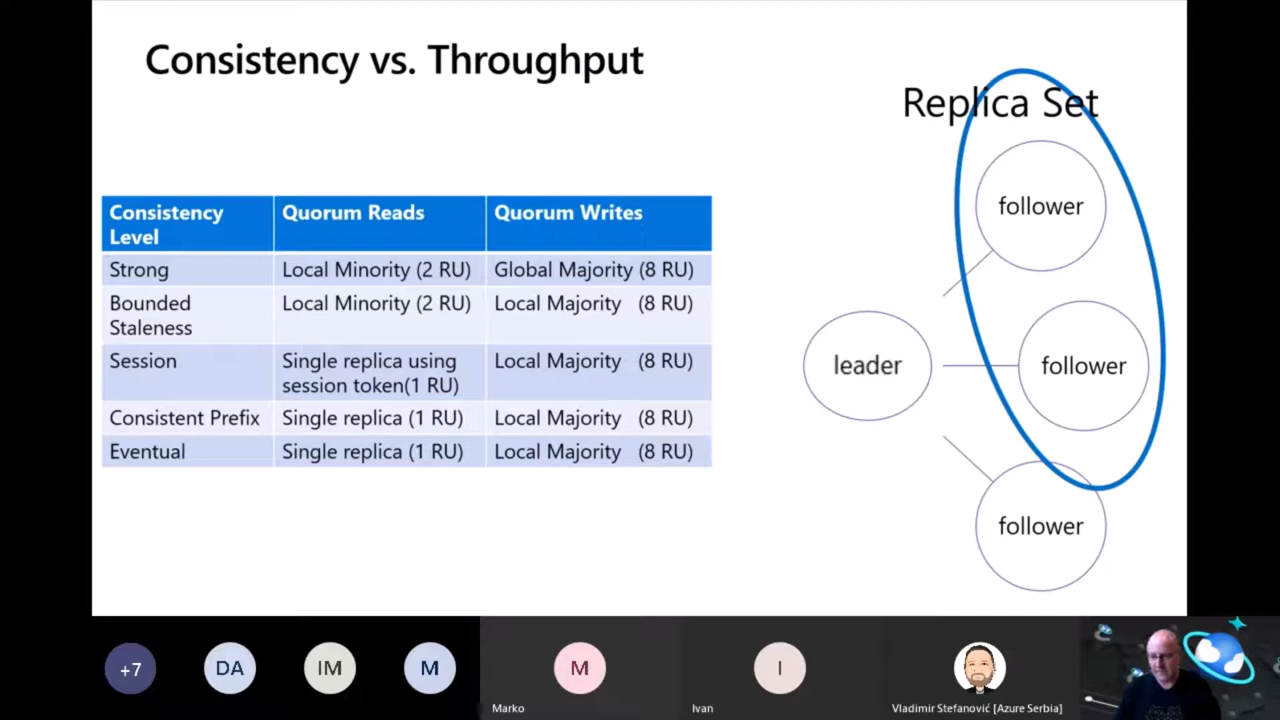 Consistency vs. Throughput
Replica Set
Consistency Level
Quorum Reads
Quorum Writes
Strong
Local Minority (2 RU)
Global Majority (8 RU)
Bounded Staleness
Local Minority (2 RU)
Local Majority (8 RU)
Session
Single replica using session token(1 RU)
Local Majority (8 RU)
Consistent Prefix
Single replica (1 RU)
Local Majority (8 RU)
Eventual
Single replica (1 RU)
Local Majority (8 RU)
follower
leader
follower
follower
+7
DA
IM
M
M
Marko
I
Ivan
Vladimir Stefanović [Azure Serbia]